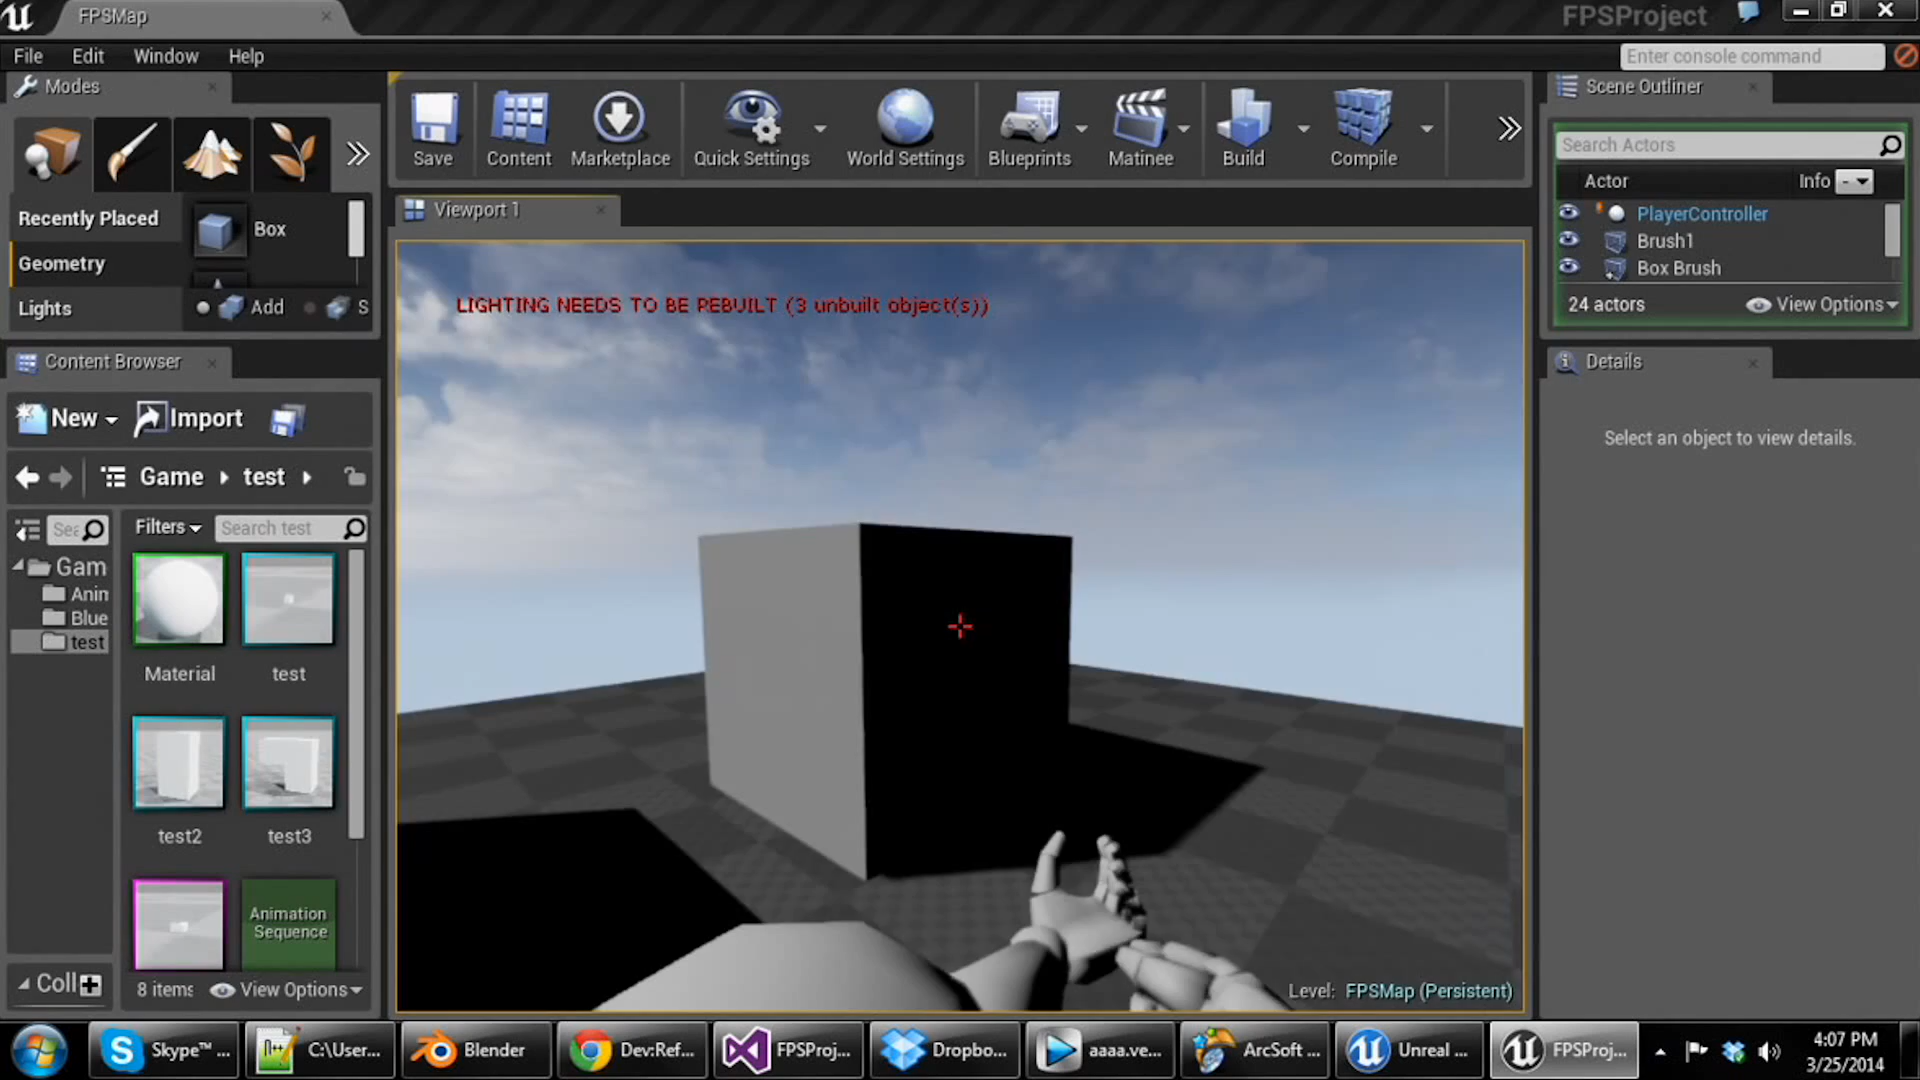 FPSMap
FPSProject
File Edit Window Help
Enter console command
Modes
Save
Content
Marketplace
Quick Settings
World Settings
Blueprints
Matinee
Build
Compile
Scene Outliner
Search Actors
Actor Info
-
PlayerController
Brush1
Box Brush
24 actors
View Options
Recently Placed
Box
Geometry
Lights
Add
S
Viewport 1
LIGHTING NEEDS TO BE REBUILT (3 unbuilt object(s))
Details
Select an object to view details.
Content Browser
New
Import
Game
test
Sea
Filters
Search test
Gam
Anin
Blue
test
Material
test
test2
test3
Animation
Sequence
Coll
8 items
View Options
Level: FPSMap (Persistent)
Skype™ ...
C:\User...
Blender
Dev:Ref...
FPSProj...
Dropbo...
aaaa.ve...
ArcSoft ...
Unreal ...
FPSProj...
4:07 PM
3/25/2014